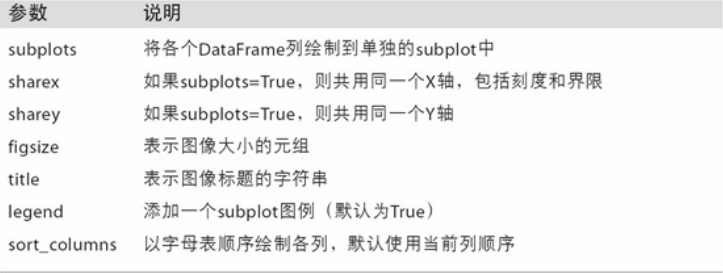 参数 说明
subplots 将各个DataFrame列绘制到单独的subplot中
sharex 如果subplots=True，则共用同一个X轴，包括刻度和界限
sharey 如果subplots=True，则共用同一个Y轴
figsize 表示图像大小的元组
title 表示图像标题的字符串
legend 添加一个subplot图例（默认为True）
sort_columns 以字母表顺序绘制各列，默认使用当前列顺序